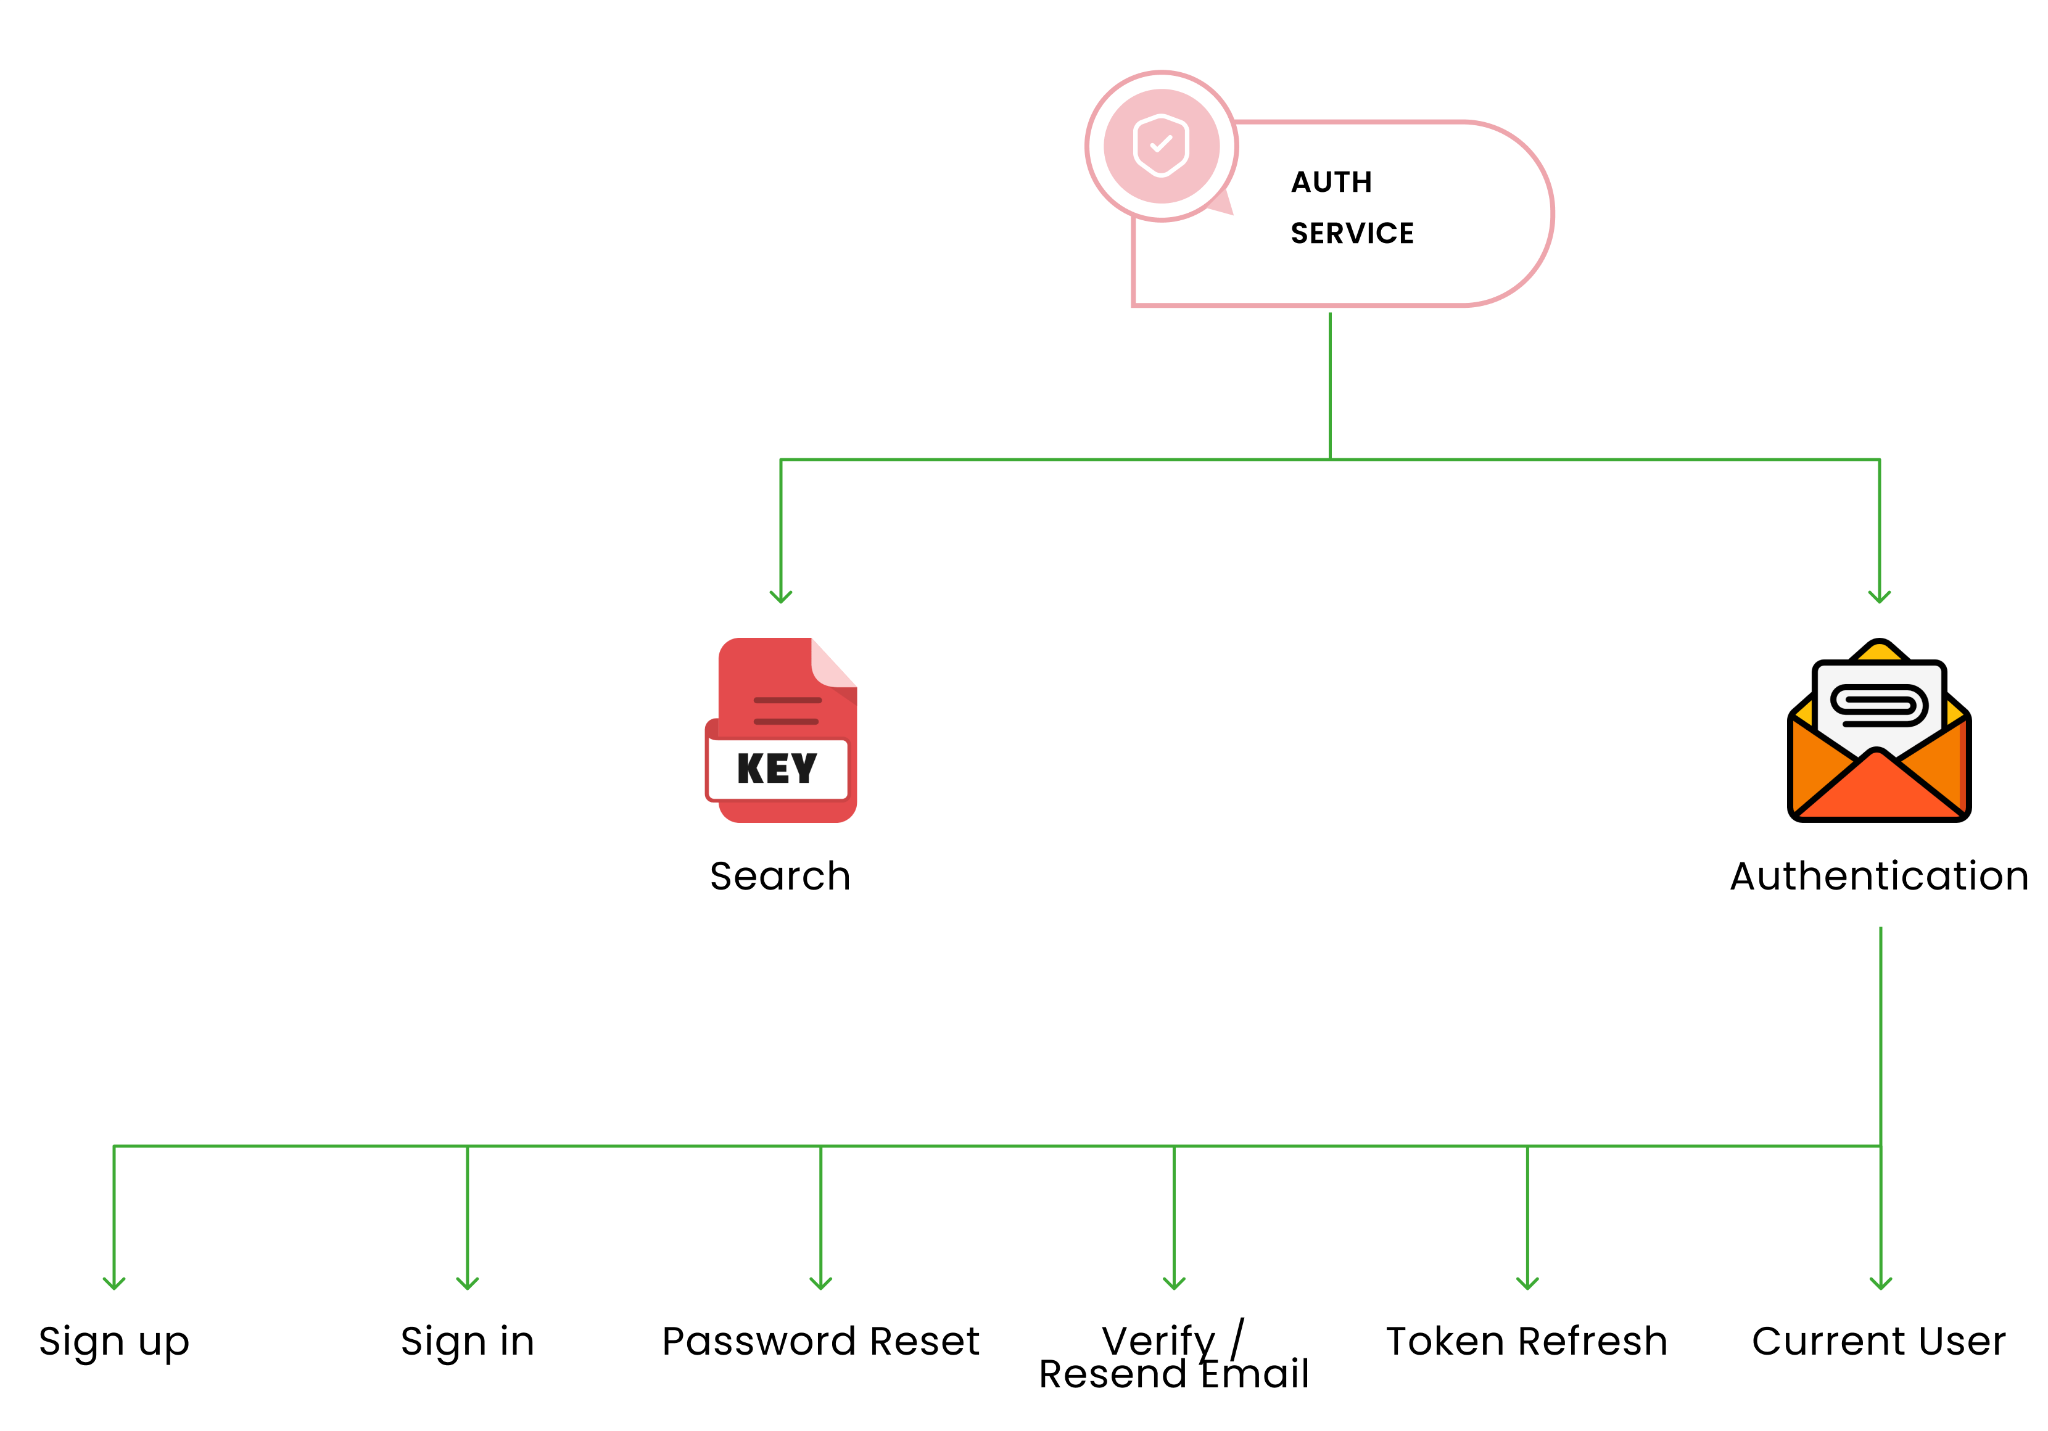 AUTH
SERVICE
KEY
Search
Authentication
Sign up
Sign in
Password Reset
Verify /
Resend Email
Token Refresh
Current User